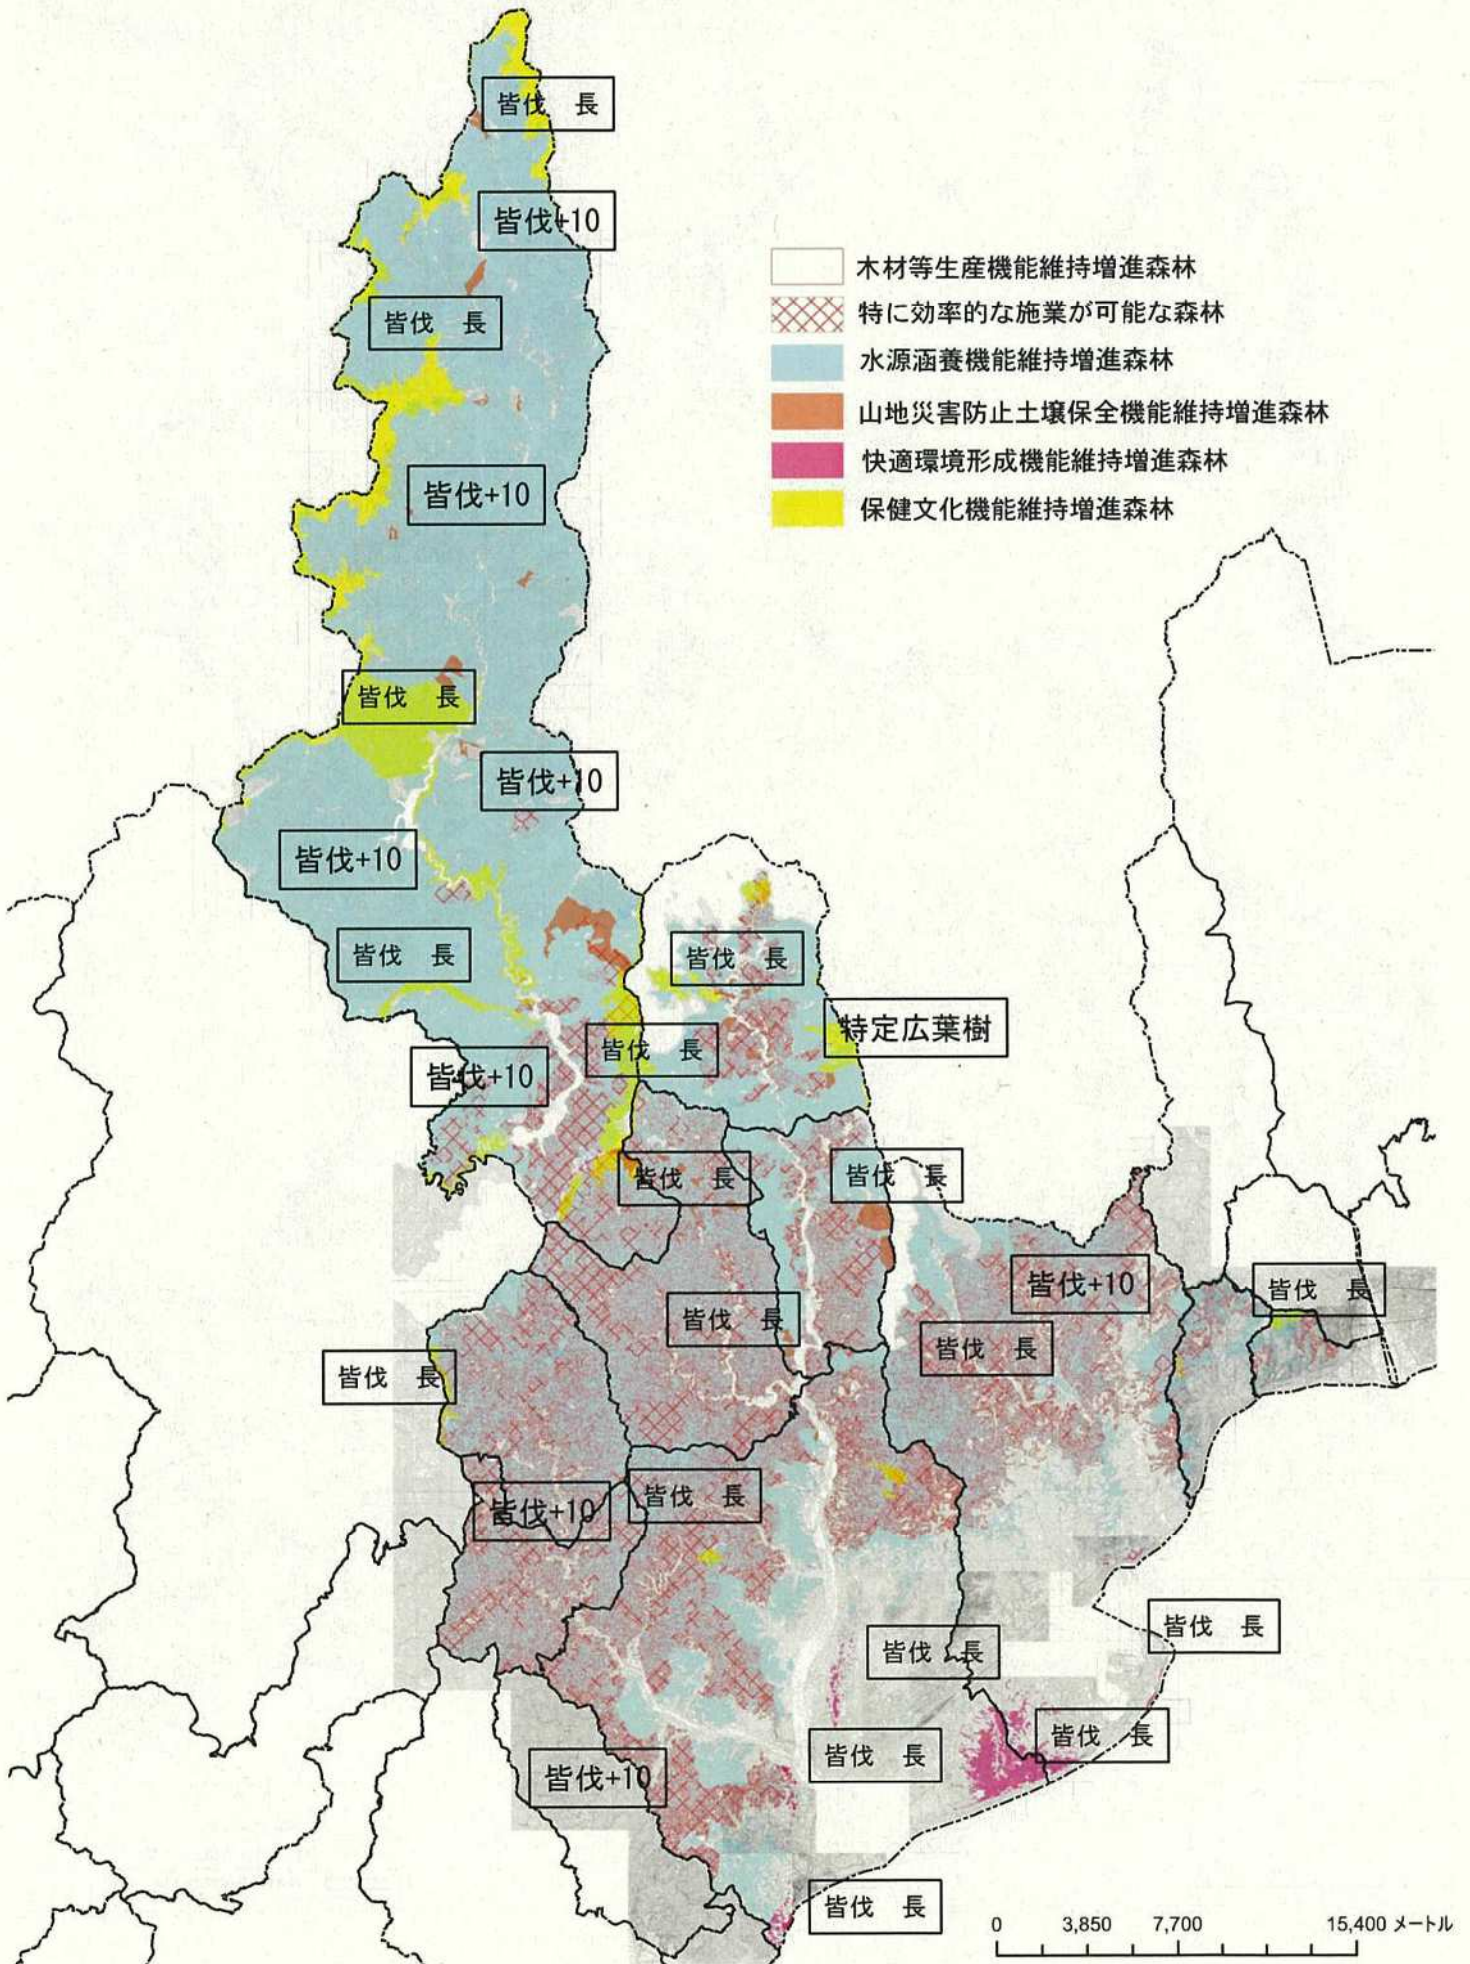 皆伐　長
皆伐+10
木材等生産機能維持増進森林
特に効率的な施業が可能な森林
皆伐　長
水源涵養機能維持増進森林
山地災害防止土壌保全機能維持増進森林
快適環境形成機能維持増進森林
皆伐+10
保健文化機能維持増進森林
皆伐　長
皆伐+10
皆伐+10
皆伐　長
皆伐　長
特定広葉樹
皆伐　長
皆伐+10
皆伐　長
皆伐　長
皆伐+10
皆伐　長
皆伐　長
皆伐　長
皆伐　長
皆伐+10
皆伐　長
皆伐　長
皆伐　長
皆伐　長
皆伐　長
皆伐+10
皆伐　長
0 3,850 7,700 15,400 メートル